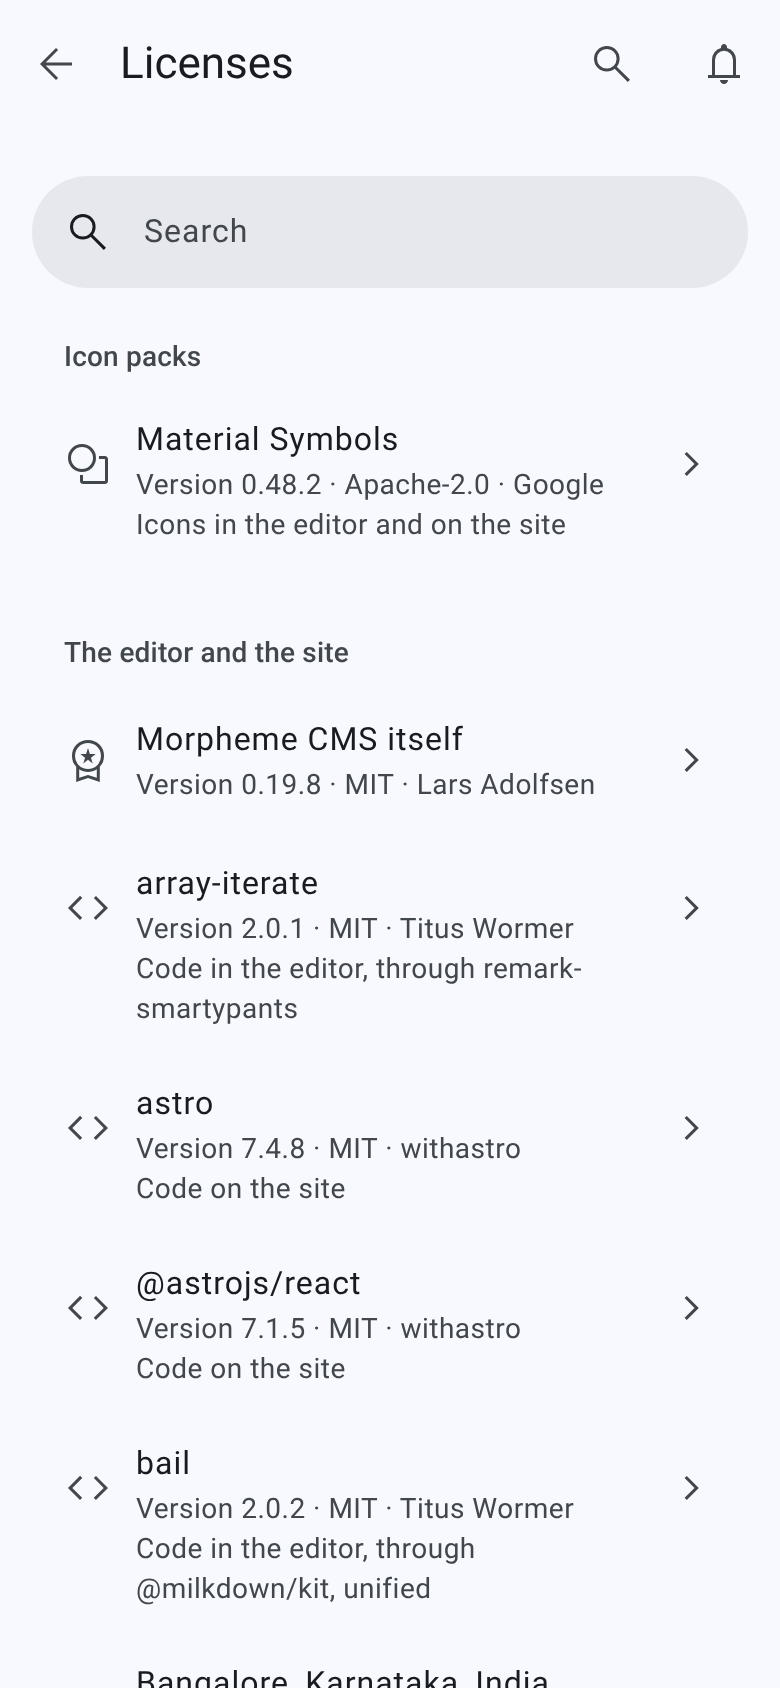 Licenses
Search
Icon packs
Material Symbols
Version 0.48.2 · Apache-2.0 · Google
Icons in the editor and on the site
The editor and the site
Morpheme CMS itself
Version 0.19.8 · MIT · Lars Adolfsen
array-iterate
Version 2.0.1 · MIT · Titus Wormer
Code in the editor, through remark-
smartypants
astro
Version 7.4.8 · MIT · withastro
Code on the site
@astrojs/react
Version 7.1.5 · MIT · withastro
Code on the site
bail
Version 2.0.2 · MIT · Titus Wormer
Code in the editor, through
@milkdown/kit, unified
Bangalore, Karnataka, India